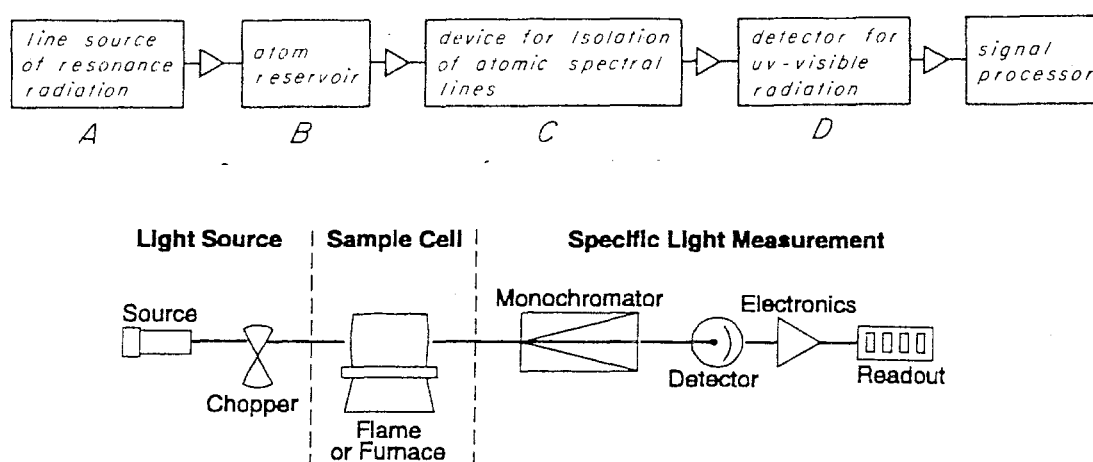 line source
of resonance
radiation
atom
reservoir
device for Isolation
of atomic spectral
lines
detector for
uv-visible
radiation
signal
processor
A
B
C
D
Light Source
Sample Cell
Specific Light Measurement
Source
Chopper
Flame
or Furnace
Monochromator
Detector
Electronics
Readout